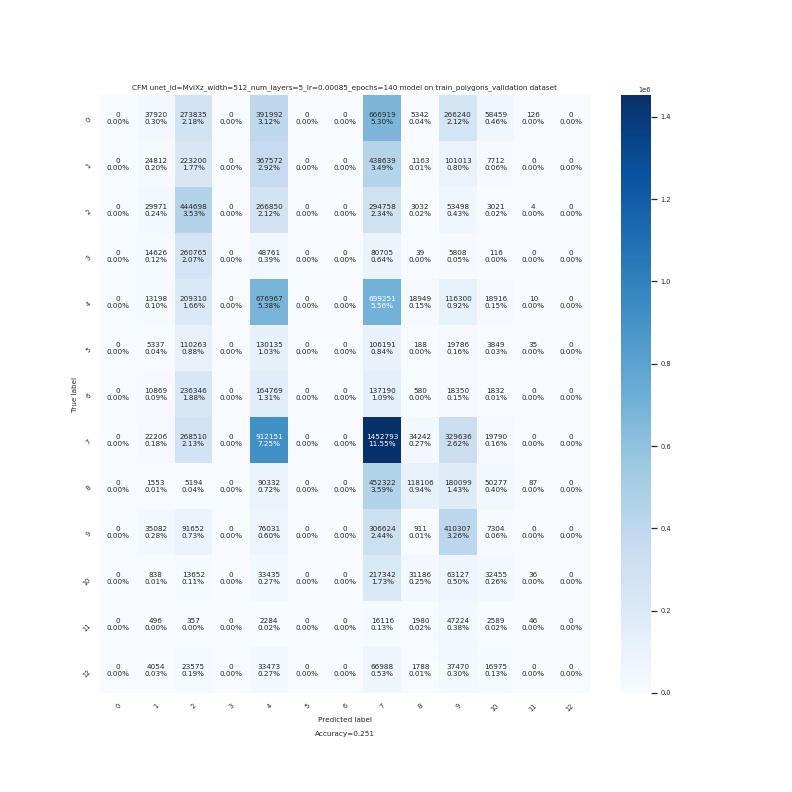 CFM unet_id=MvIXz_width=512_num_layers=5_lr=0.00085_epochs=140 model on train_polygons_validation dataset
1e6
0 37920 273835 0 391992 0 0 666919 5342 266240 58459 126 0
0.00% 0.30% 2.18% 0.00% 3.12% 0.00% 0.00% 5.30% 0.04% 2.12% 0.46% 0.00% 0.00%
0
0 24812 223200 0 367572 0 0 438639 1163 101013 7712 0 0
0.00% 0.20% 1.77% 0.00% 2.92% 0.00% 0.00% 3.49% 0.01% 0.80% 0.06% 0.00% 0.00%
1
0 29971 444698 0 266850 0 0 294758 3032 53498 3021 4 0
0.00% 0.24% 3.53% 0.00% 2.12% 0.00% 0.00% 2.34% 0.02% 0.43% 0.02% 0.00% 0.00%
2
0 14626 260765 0 48761 0 0 80705 39 5808 116 0 0
0.00% 0.12% 2.07% 0.00% 0.39% 0.00% 0.00% 0.64% 0.00% 0.05% 0.00% 0.00% 0.00%
3
0 13198 209310 0 676967 0 0 699251 18949 116300 18916 10 0
0.00% 0.10% 1.66% 0.00% 5.38% 0.00% 0.00% 5.56% 0.15% 0.92% 0.15% 0.00% 0.00%
4
0 5337 110263 0 130135 0 0 106191 188 19786 3849 35 0
0.00% 0.04% 0.88% 0.00% 1.03% 0.00% 0.00% 0.84% 0.00% 0.16% 0.03% 0.00% 0.00%
5
0 10869 236346 0 164769 0 0 137190 580 18350 1832 0 0
0.00% 0.09% 1.88% 0.00% 1.31% 0.00% 0.00% 1.09% 0.00% 0.15% 0.01% 0.00% 0.00%
6
0 22206 268510 0 912151 0 0 1452793 34242 329636 19790 0 0
0.00% 0.18% 2.13% 0.00% 7.25% 0.00% 0.00% 11.55% 0.27% 2.62% 0.16% 0.00% 0.00%
7
0 1553 5194 0 90332 0 0 452322 118106 180099 50277 87 0
0.00% 0.01% 0.04% 0.00% 0.72% 0.00% 0.00% 3.59% 0.94% 1.43% 0.40% 0.00% 0.00%
8
0 35082 91652 0 76031 0 0 306624 911 410307 7304 0 0
0.00% 0.28% 0.73% 0.00% 0.60% 0.00% 0.00% 2.44% 0.01% 3.26% 0.06% 0.00% 0.00%
9
0 838 13652 0 33435 0 0 217342 31186 63127 32455 36 0
0.00% 0.01% 0.11% 0.00% 0.27% 0.00% 0.00% 1.73% 0.25% 0.50% 0.26% 0.00% 0.00%
10
0 496 357 0 2284 0 0 16116 1980 47224 2589 46 0
0.00% 0.00% 0.00% 0.00% 0.02% 0.00% 0.00% 0.13% 0.02% 0.38% 0.02% 0.00% 0.00%
11
0 4054 23575 0 33473 0 0 66988 1788 37470 16975 0 0
0.00% 0.03% 0.19% 0.00% 0.27% 0.00% 0.00% 0.53% 0.01% 0.30% 0.13% 0.00% 0.00%
12
True label
0 1 2 3 4 5 6 7 8 9 10 11 12
Predicted label
Accuracy=0.251
1.4
1.2
1.0
0.8
0.6
0.4
0.2
0.0